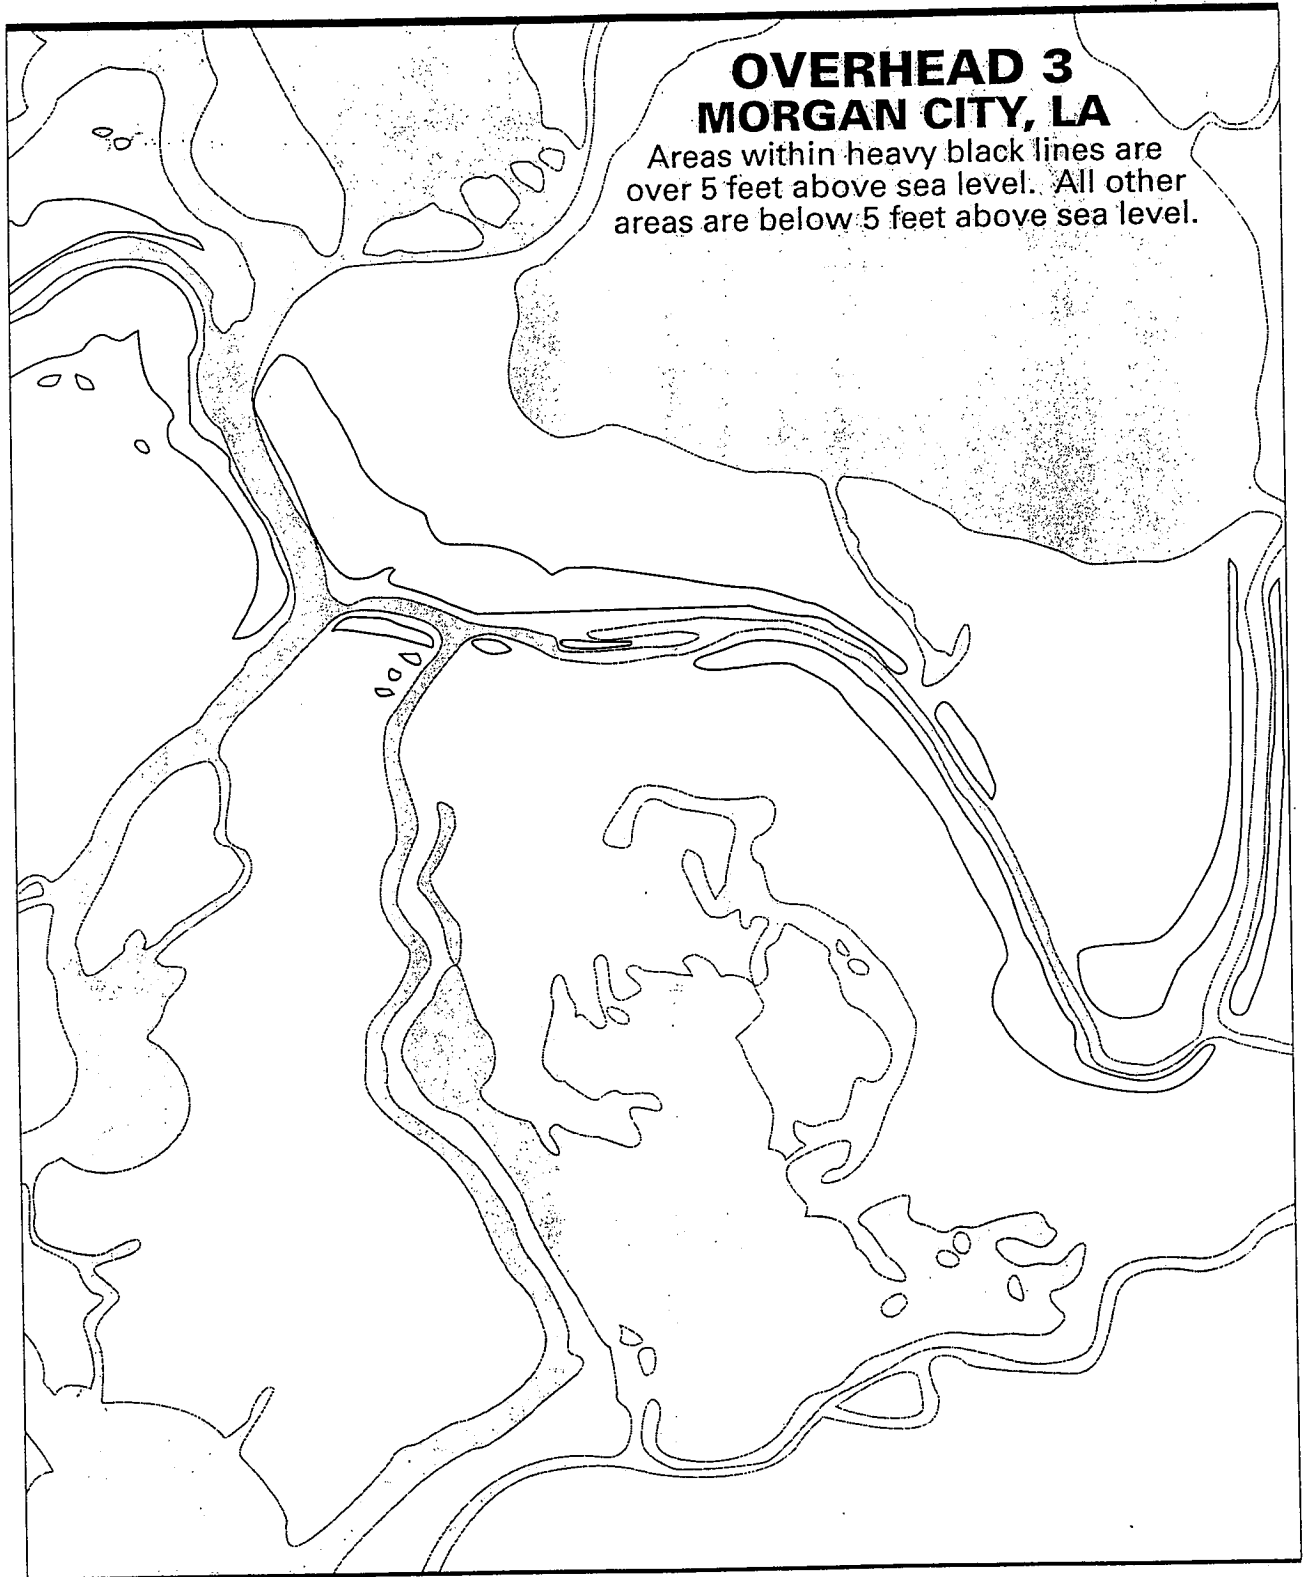 OVERHEAD 3
MORGAN CITY, LA
Areas within heavy black lines are
over 5 feet above sea level. All other
areas are below 5 feet above sea level.